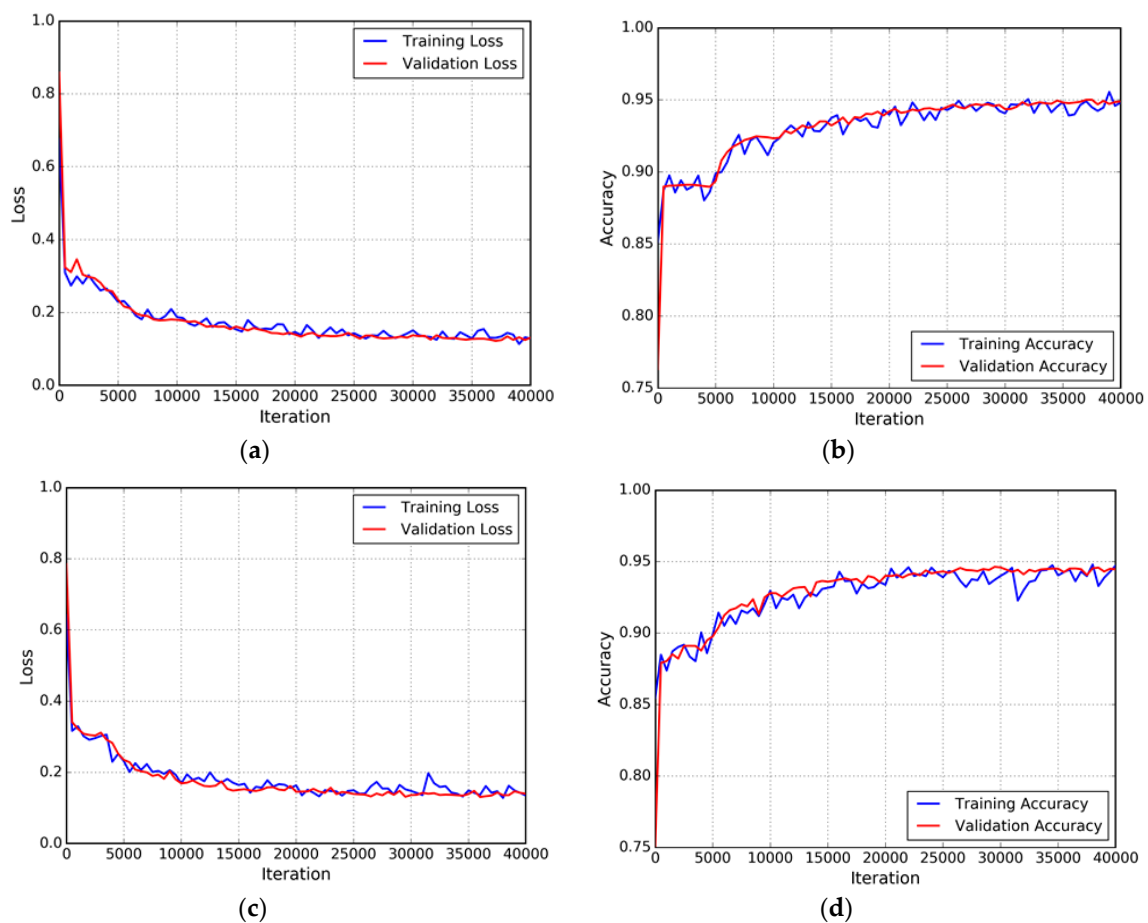 1.0
0.8
0.6
0.4
0.2
0.0
Loss
Training Loss
Validation Loss
0 5000 10000 15000 20000 25000 30000 35000 40000
Iteration
(a)
1.00
0.95
0.90
0.85
0.80
0.75
Accuracy
Training Accuracy
Validation Accuracy
0 5000 10000 15000 20000 25000 30000 35000 40000
Iteration
(b)
1.0
0.8
0.6
0.4
0.2
0.0
Loss
Training Loss
Validation Loss
0 5000 10000 15000 20000 25000 30000 35000 40000
Iteration
(c)
1.00
0.95
0.90
0.85
0.80
0.75
Accuracy
Training Accuracy
Validation Accuracy
0 5000 10000 15000 20000 25000 30000 35000 40000
Iteration
(d)